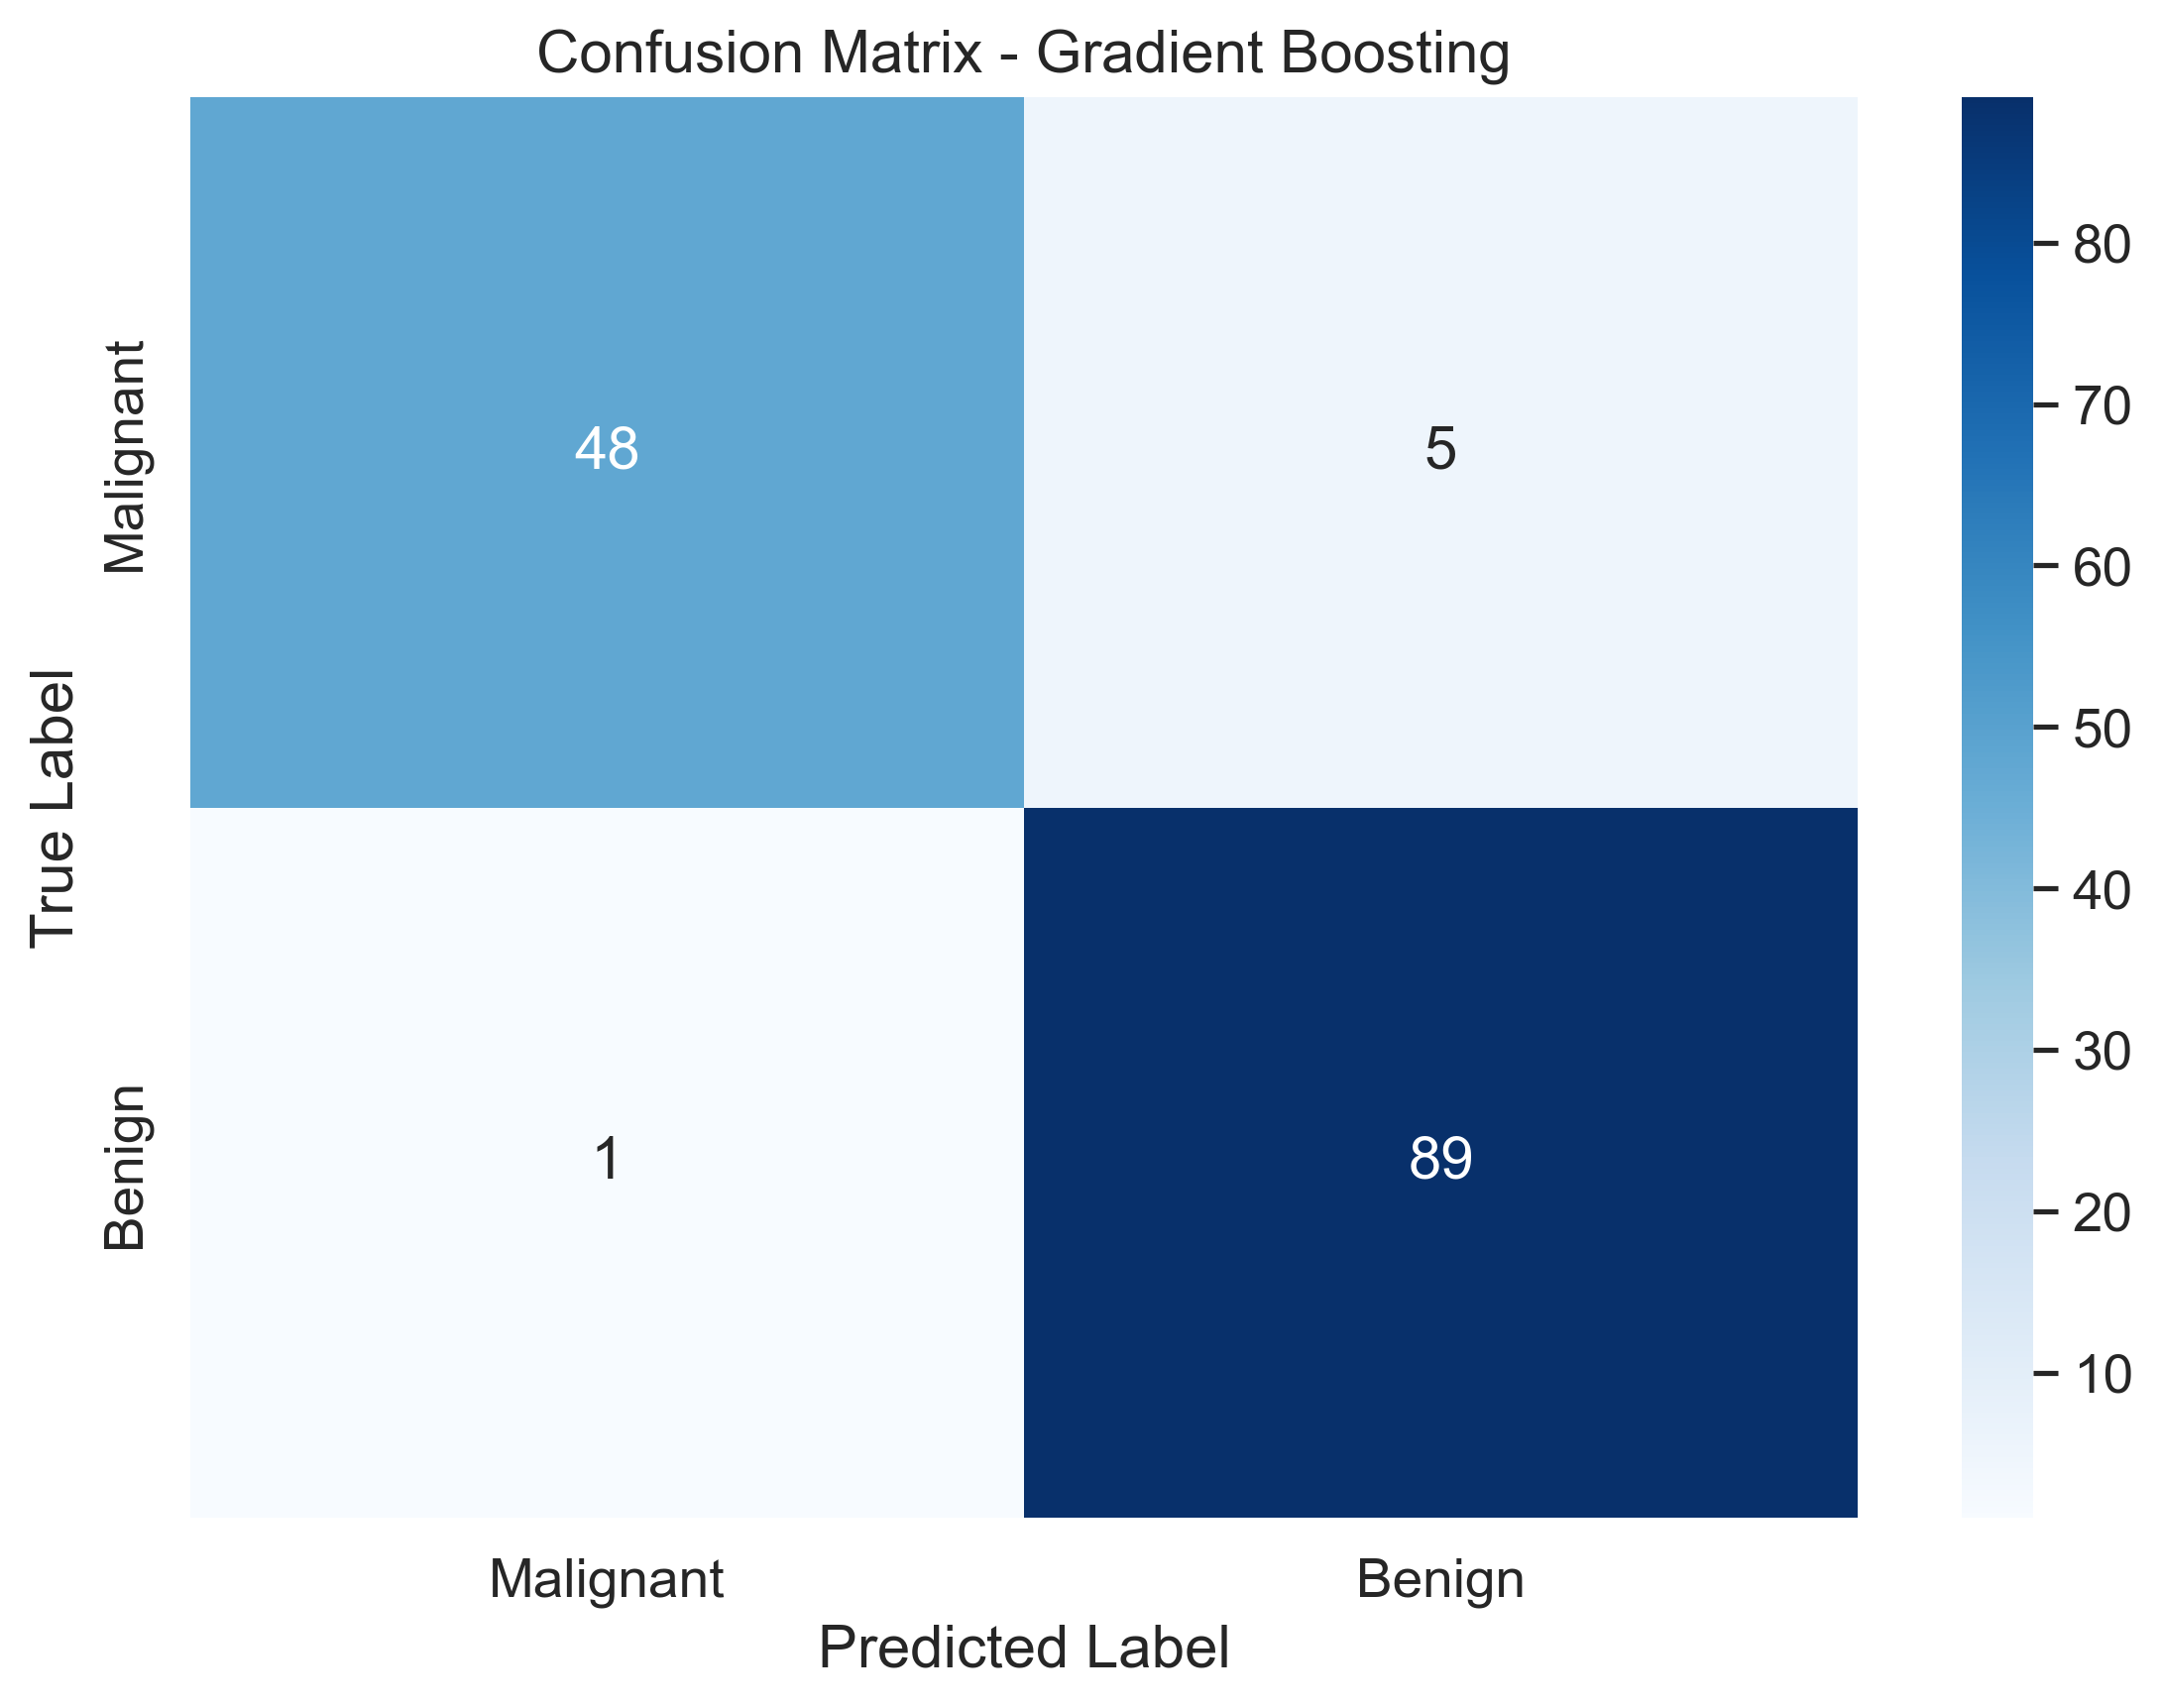 Confusion Matrix - Gradient Boosting
True Label
Malignant
Benign
48
5
1
89
Malignant
Benign
Predicted Label
80
70
60
50
40
30
20
10